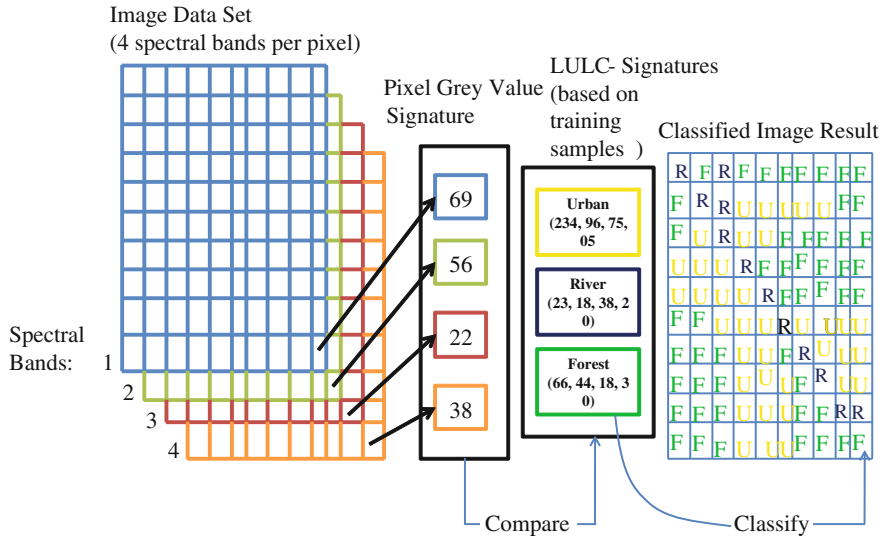 Image Data Set
(4 spectral bands per pixel)
Pixel Grey Value
Signature
LULC- Signatures
(based on
training
samples )
Classified Image Result
Spectral
Bands:
1
2
3
4
69
56
22
38
Urban
(234, 96, 75,
05
River
(23, 18, 38, 2
0)
Forest
(66, 44, 18, 3
0)
R F R F F F F F F F
F R R U U U U U F F
F U R U U F F F F F
U U U R F F F F F F
U U U U R F F F F F
F F U U U R U U U U
F F F U U F R U U U
F F F U U U F R U U
F F F U U U F F R R
F F F U U U F F F F
Compare
Classify